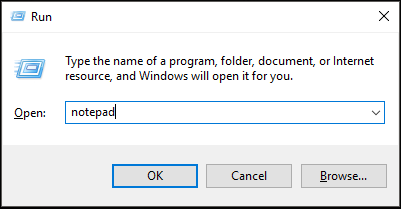 Run
Type the name of a program, folder, document, or Internet
resource, and Windows will open it for you.
Open: notepad
OK Cancel Browse...